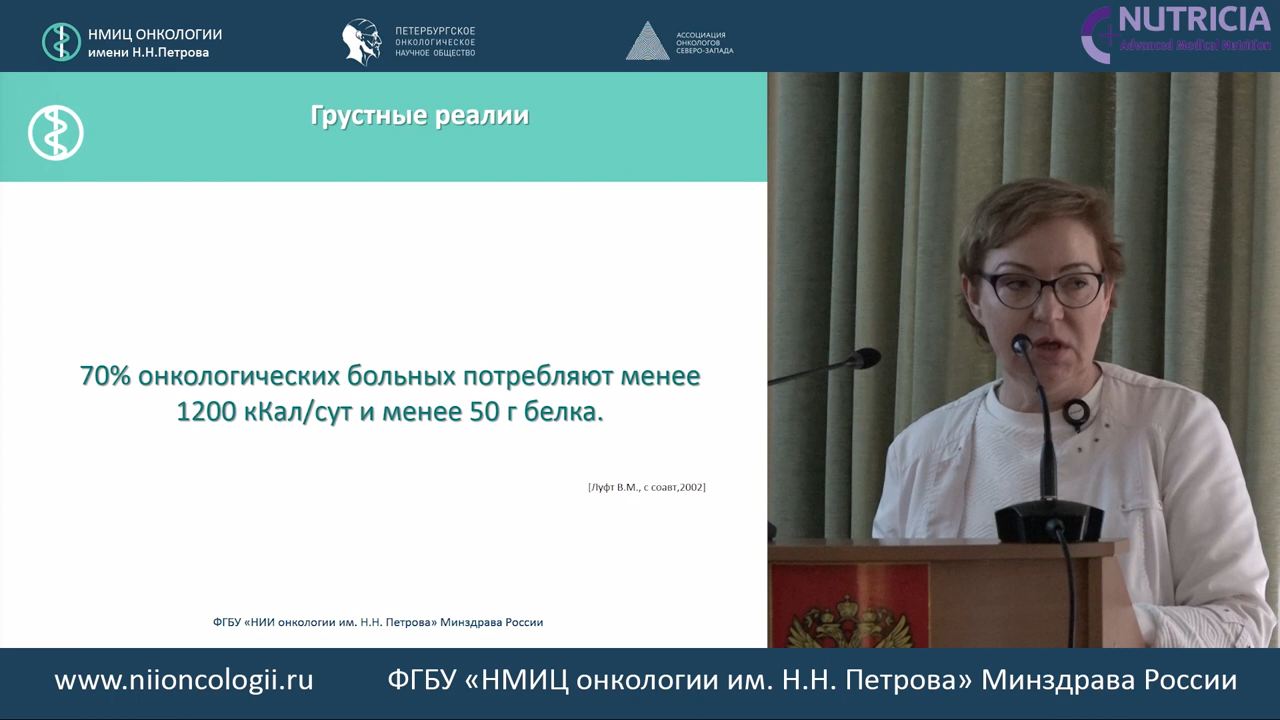 НМИЦ ОНКОЛОГИИ
имени Н.Н.Петрова
ПЕТЕРБУРГСКОЕ
ОНКОЛОГИЧЕСКОЕ
НАУЧНОЕ ОБЩЕСТВО
АССОЦИАЦИЯ
ОНКОЛОГОВ
СЕВЕРО-ЗАПАДА
NUTRICIA
Advanced Medical Nutrition
Грустные реалии
70% онкологических больных потребляют менее
1200 кКал/сут и менее 50 г белка.
[Луфт В.М., с соавт,2002]
ФГБУ «НИИ онкологии им. Н.Н. Петрова» Минздрава России
www.niioncologii.ru
ФГБУ «НМИЦ онкологии им. Н.Н. Петрова» Минздрава России